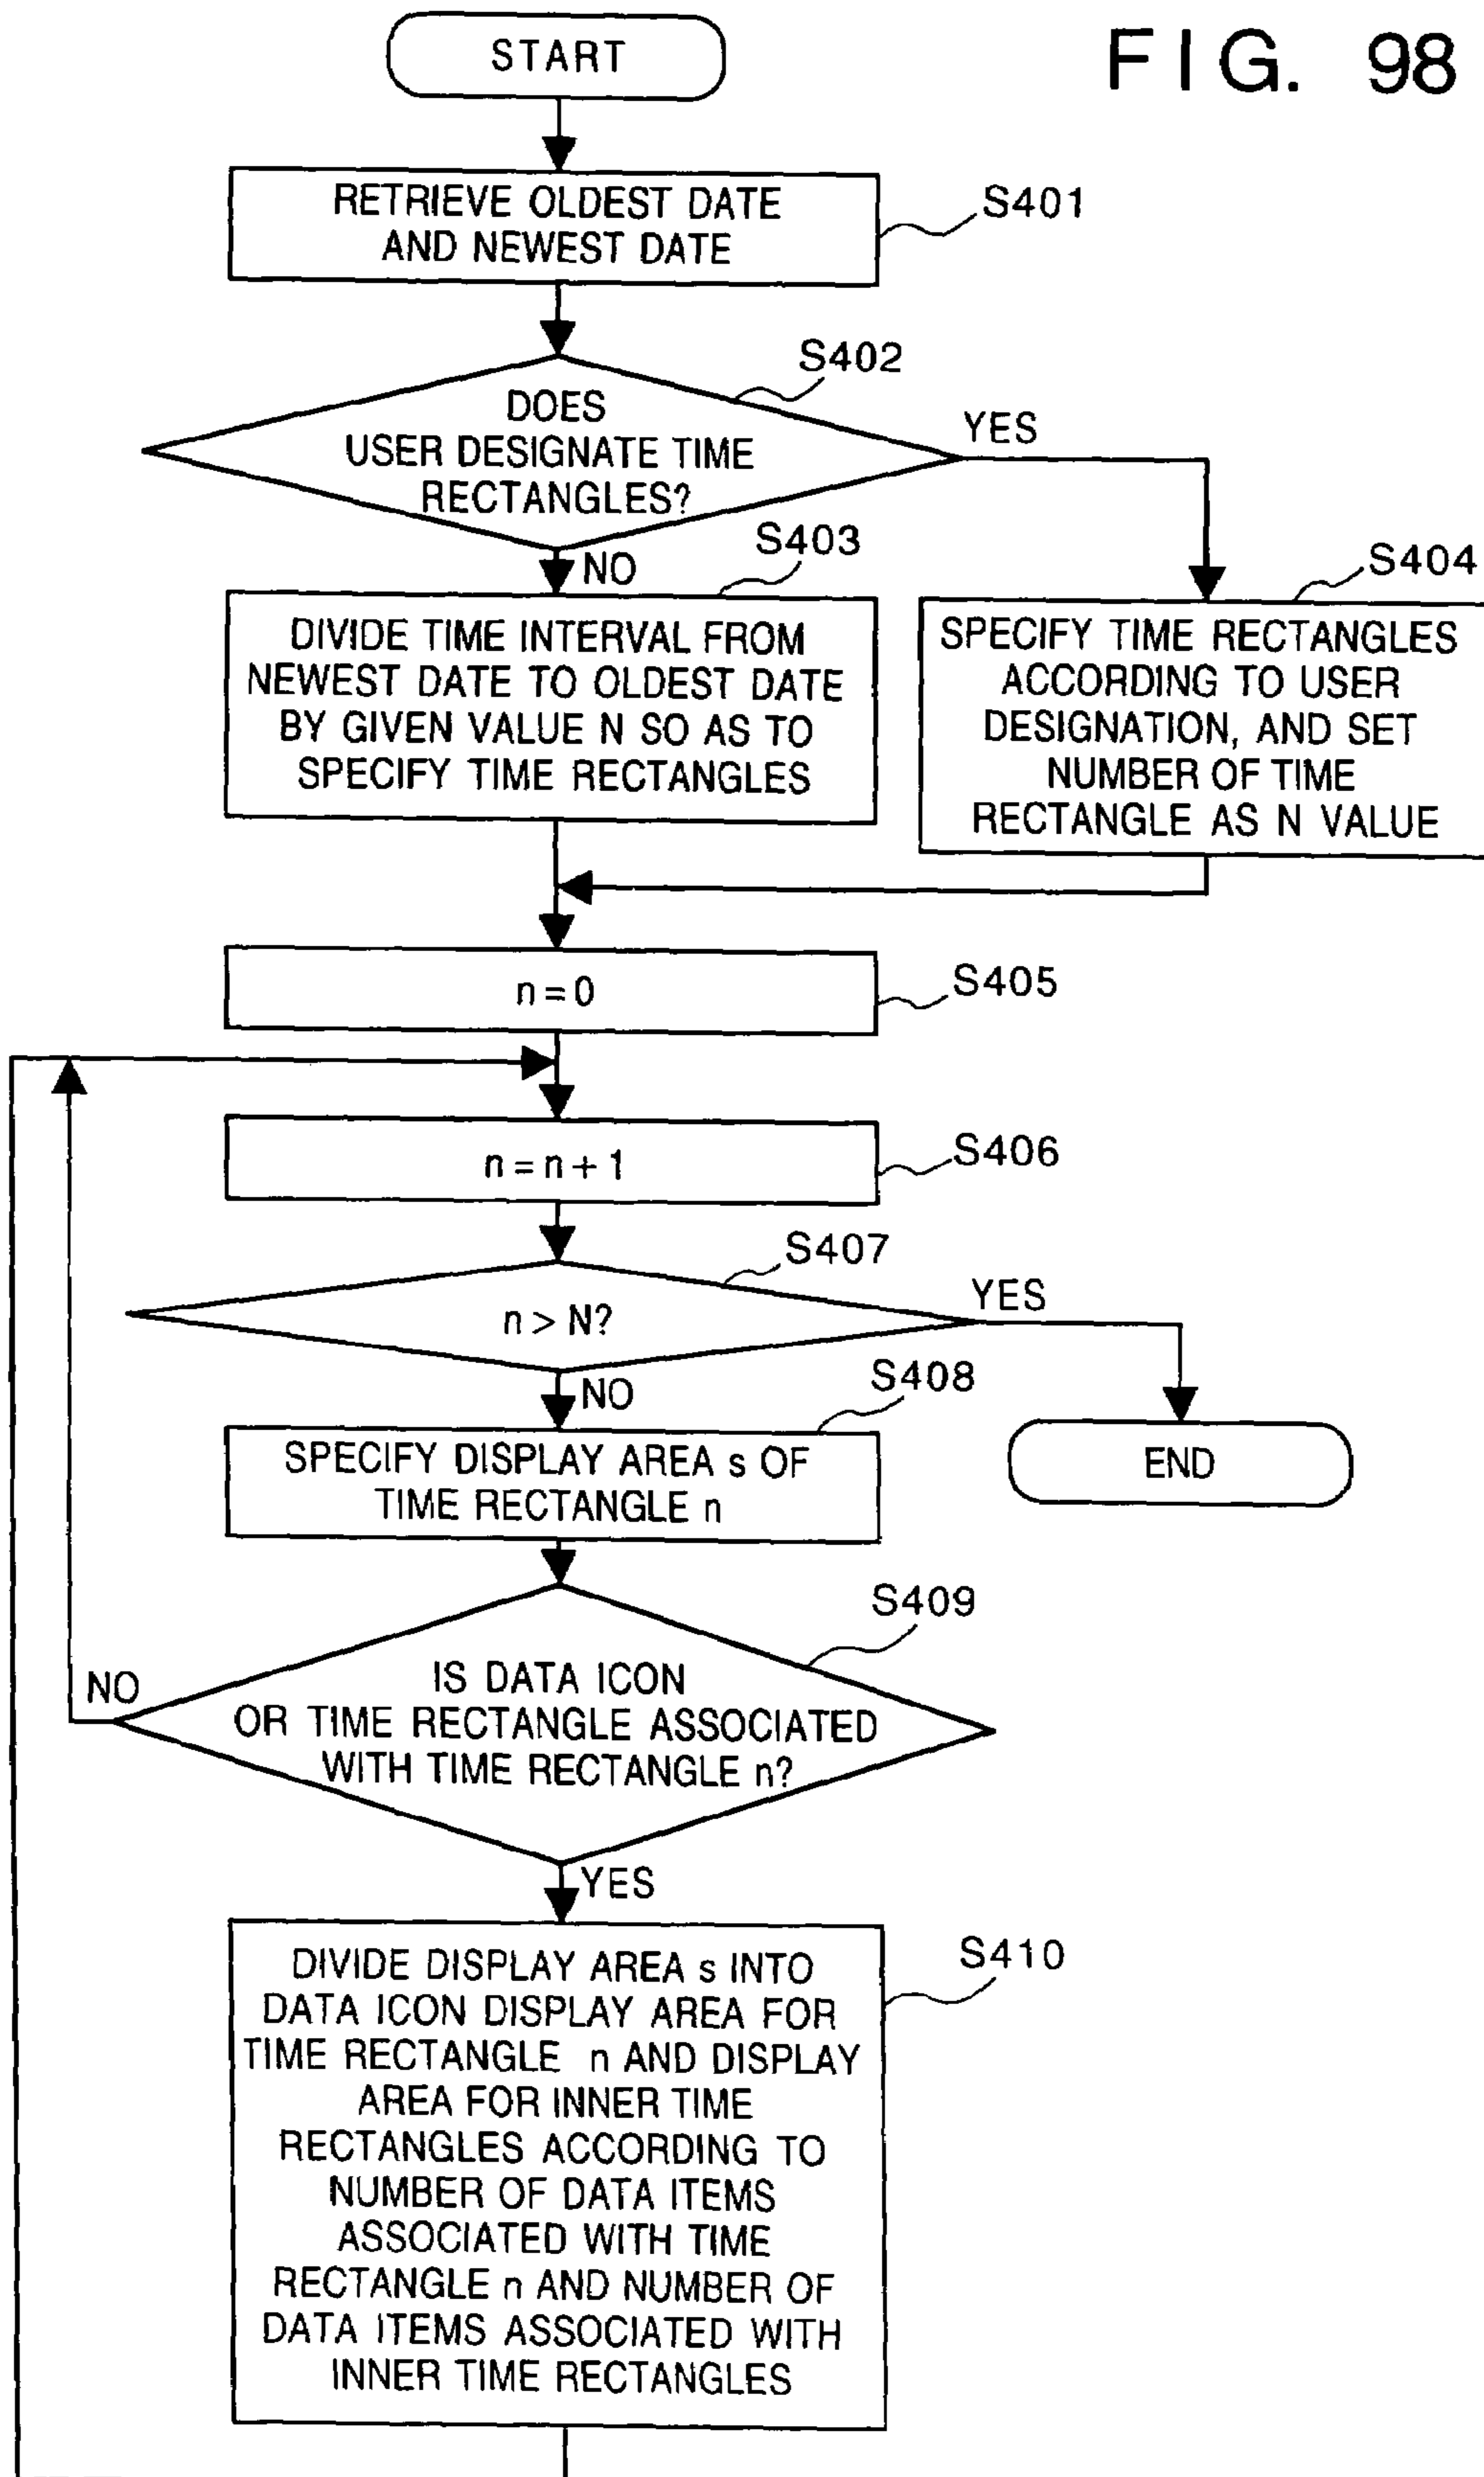 FIG. 98
START
RETRIEVE OLDEST DATE
AND NEWEST DATE
S401
S402
DOES
USER DESIGNATE TIME
RECTANGLES?
YES
NO
S403
DIVIDE TIME INTERVAL FROM
NEWEST DATE TO OLDEST DATE
BY GIVEN VALUE N SO AS TO
SPECIFY TIME RECTANGLES
S404
SPECIFY TIME RECTANGLES
ACCORDING TO USER
DESIGNATION, AND SET
NUMBER OF TIME
RECTANGLE AS N VALUE
n = 0
S405
n = n + 1
S406
S407
n > N?
YES
END
NO
S408
SPECIFY DISPLAY AREA s OF
TIME RECTANGLE n
S409
IS DATA ICON
OR TIME RECTANGLE ASSOCIATED
WITH TIME RECTANGLE n?
NO
YES
S410
DIVIDE DISPLAY AREA s INTO
DATA ICON DISPLAY AREA FOR
TIME RECTANGLE n AND DISPLAY
AREA FOR INNER TIME
RECTANGLES ACCORDING TO
NUMBER OF DATA ITEMS
ASSOCIATED WITH TIME
RECTANGLE n AND NUMBER OF
DATA ITEMS ASSOCIATED WITH
INNER TIME RECTANGLES